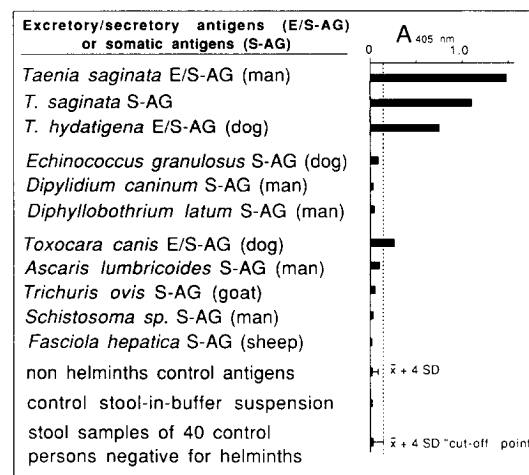 Excretory/secretory antigens (E/S-AG)
or somatic antigens (S-AG)
0 A 405 nm 1.0
Taenia saginata E/S-AG (man)
T. saginata S-AG
T. hydatigena E/S-AG (dog)
Echinococcus granulosus S-AG (dog)
Dipylidium caninum S-AG (man)
Diphyllobothrium latum S-AG (man)
Toxocara canis E/S-AG (dog)
Ascaris lumbricoides S-AG (man)
Trichuris ovis S-AG (goat)
Schistosoma sp. S-AG (man)
Fasciola hepatica S-AG (sheep)
non helminths control antigens x̄ + 4 SD
control stool-in-buffer suspension
stool samples of 40 control
persons negative for helminths x̄ + 4 SD "cut-off point